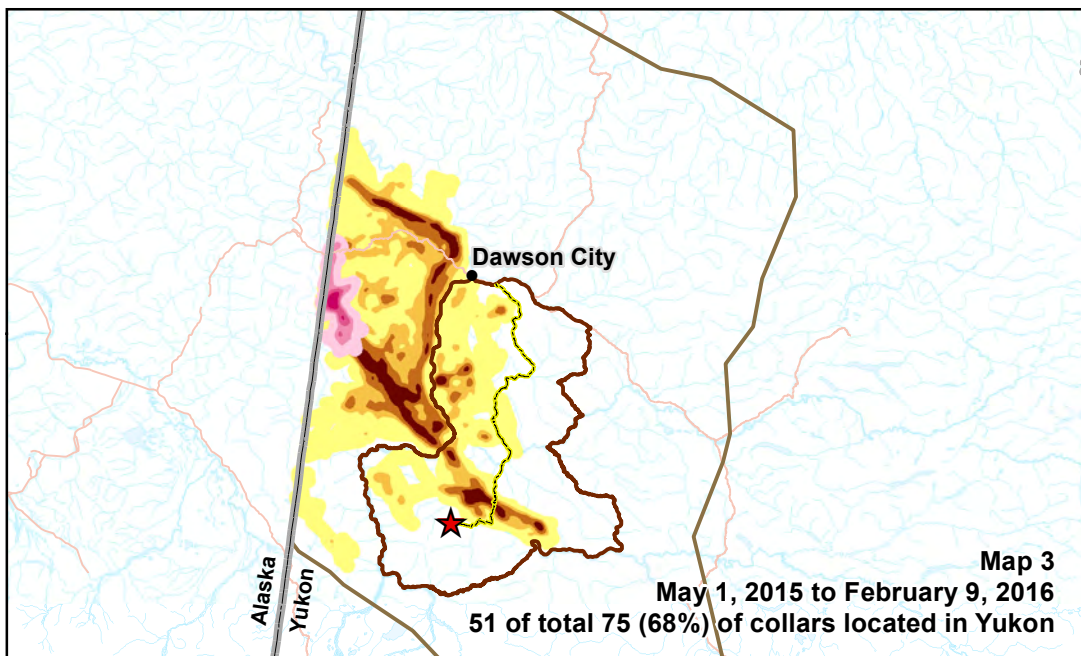 Dawson City
Alaska
Yukon
Map 3
May 1, 2015 to February 9, 2016
51 of total 75 (68%) of collars located in Yukon